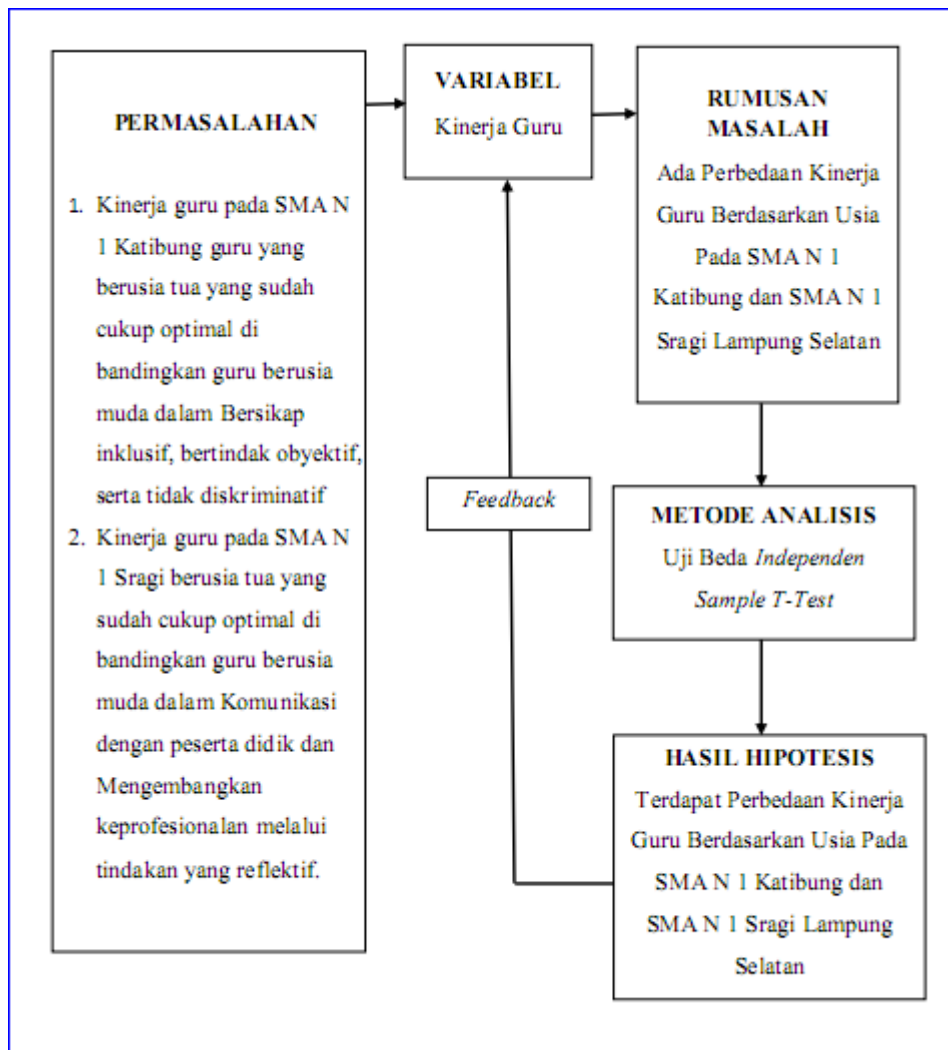 PERMASALAHAN
1. Kinerja guru pada SMA N
1 Katibung guru yang
berusia tua yang sudah
cukup optimal di
bandingkan guru berusia
muda dalam Bersikap
inklusif, bertindak obyektif,
serta tidak diskriminatif
2. Kinerja guru pada SMA N
1 Sragi berusia tua yang
sudah cukup optimal di
bandingkan guru berusia
muda dalam Komunikasi
dengan peserta didik dan
Mengembangkan
keprofesionalan melalui
tindakan yang reflektif.
VARIABEL
Kinerja Guru
RUMUSAN
MASALAH
Ada Perbedaan Kinerja
Guru Berdasarkan Usia
Pada SMA N 1
Katibung dan SMA N 1
Sragi Lampung Selatan
METODE ANALISIS
Uji Beda Independen
Sample T-Test
HASIL HIPOTESIS
Terdapat Perbedaan Kinerja
Guru Berdasarkan Usia Pada
SMA N 1 Katibung dan
SMA N 1 Sragi Lampung
Selatan
Feedback